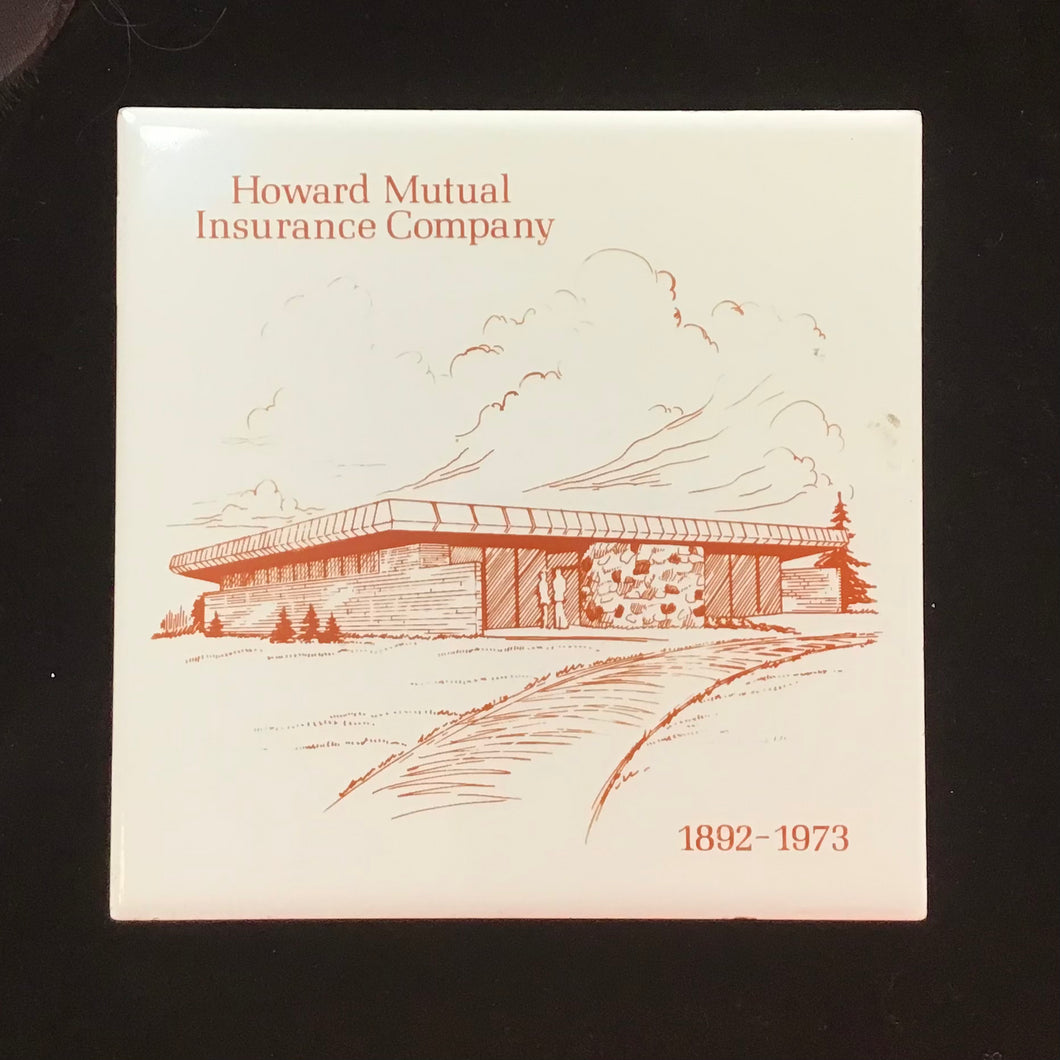 Howard Mutual
Insurance Company
1892-1973